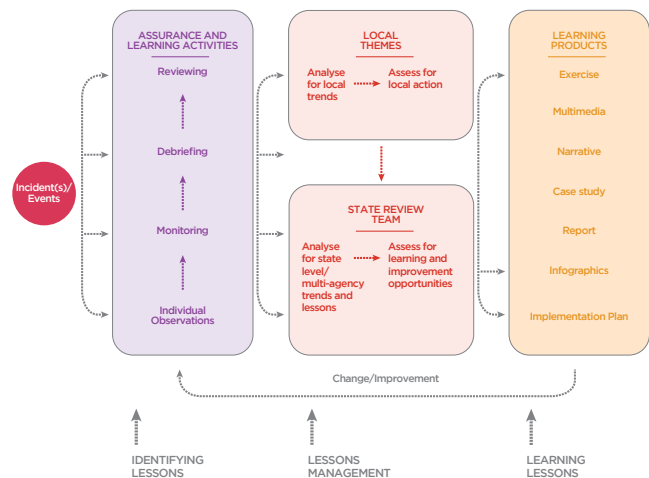 Incident(s)/
Events
ASSURANCE AND
LEARNING ACTIVITIES
Reviewing
Debriefing
Monitoring
Individual
Observations
LOCAL
THEMES
Analyse
for local
trends
Assess for
local action
STATE REVIEW
TEAM
Analyse
for state
level/
multi-agency
trends and
lessons
Assess for
learning and
improvement
opportunities
LEARNING
PRODUCTS
Exercise
Multimedia
Narrative
Case study
Report
Infographics
Implementation Plan
Change/Improvement
IDENTIFYING
LESSONS
LESSONS
MANAGEMENT
LEARNING
LESSONS